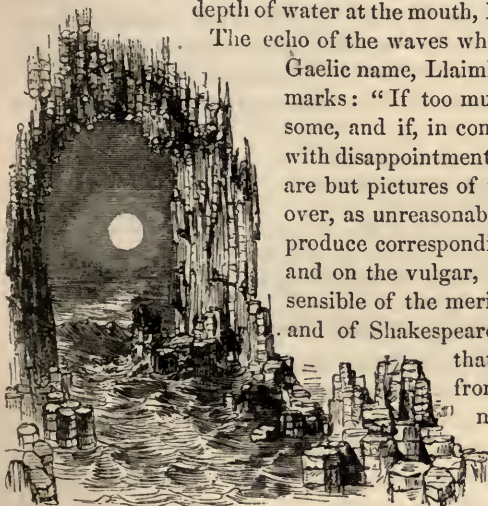 depth of water at the mouth,
The echo of the waves wh
Gaelic name, Llaim
marks: “If too mu
some, and if, in con
with disappointment
are but pictures of
over, as unreasonab
produce correspondi
and on the vulgar,
sensible of the meri
and of Shakespeare
tha
from